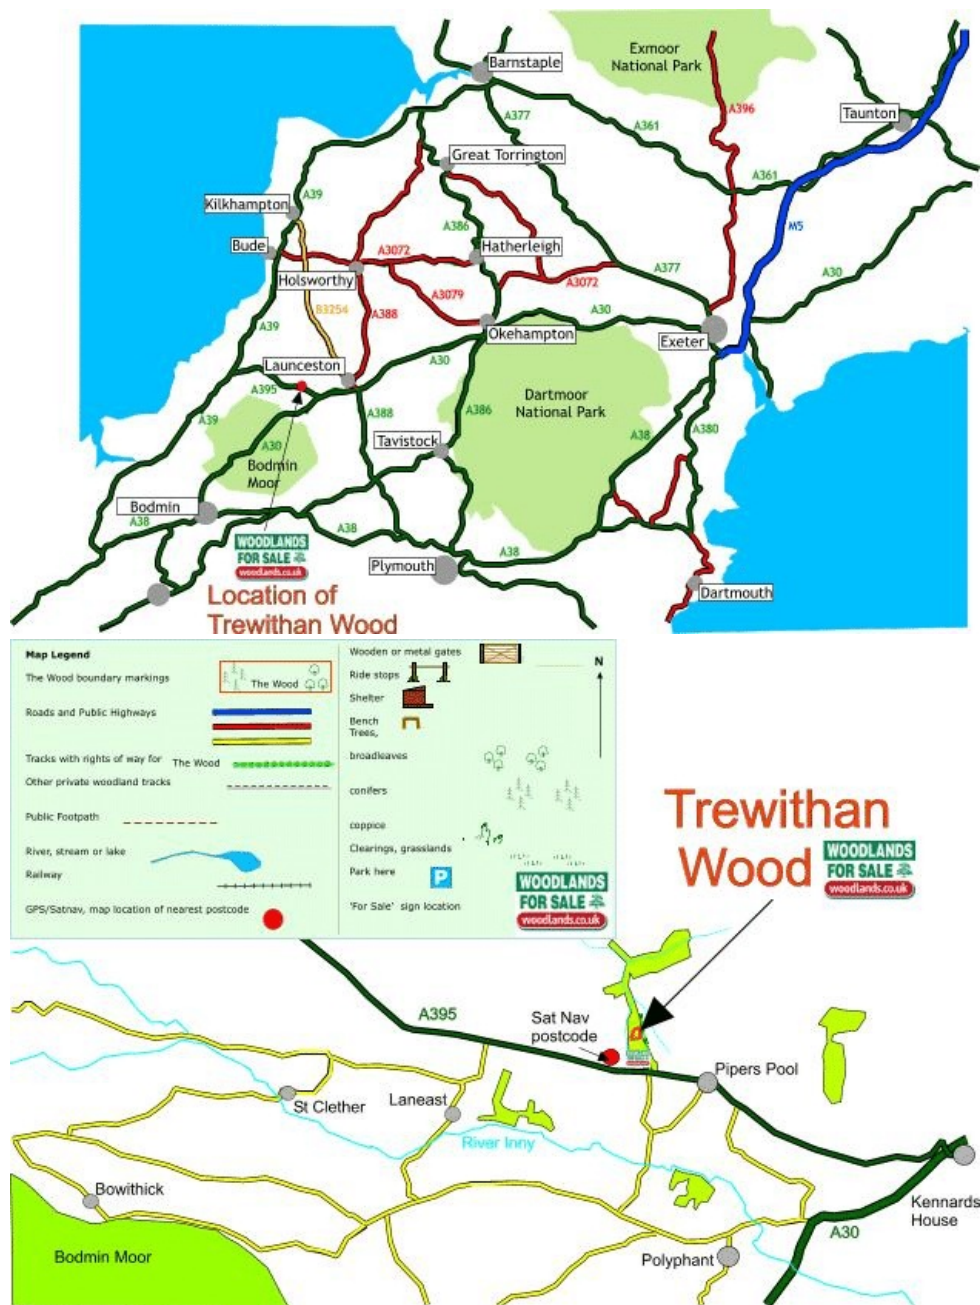 Exmoor
National Park
Barnstaple
A377
A396
Taunton
A361
Great Torrington
A361
A39
Kilkhampton
A386
M5
Bude
A3072
Hatherleigh
A377
A30
Holsworthy
A3079
A3072
B3254
A388
A30
A39
Okehampton
Exeter
Launceston
A30
A395
Dartmoor
National Park
A39
A388
A386
A380
A38
A30
Tavistock
Bodmin
Moor
Bodmin
A38
A38
WOODLANDS
FOR SALE
woodlands.co.uk
A38
Plymouth
Dartmouth
Location of
Trewithan Wood
Map Legend
The Wood boundary markings
The Wood
Roads and Public Highways
Tracks with rights of way for The Wood
Other private woodland tracks
Public Footpath
River, stream or lake
Railway
GPS/Satnav, map location of nearest postcode
Wooden or metal gates
Ride stops
Shelter
Bench
Trees,
broadleaves
conifers
coppice
Clearings, grasslands
Park here
P
'For Sale' sign location
N
WOODLANDS
FOR SALE
woodlands.co.uk
Trewithan
Wood
WOODLANDS
FOR SALE
woodlands.co.uk
A395
Sat Nav
postcode
Pipers Pool
St Clether
Laneast
River Inny
Bowithick
Kennards
House
Bodmin Moor
A30
Polyphant